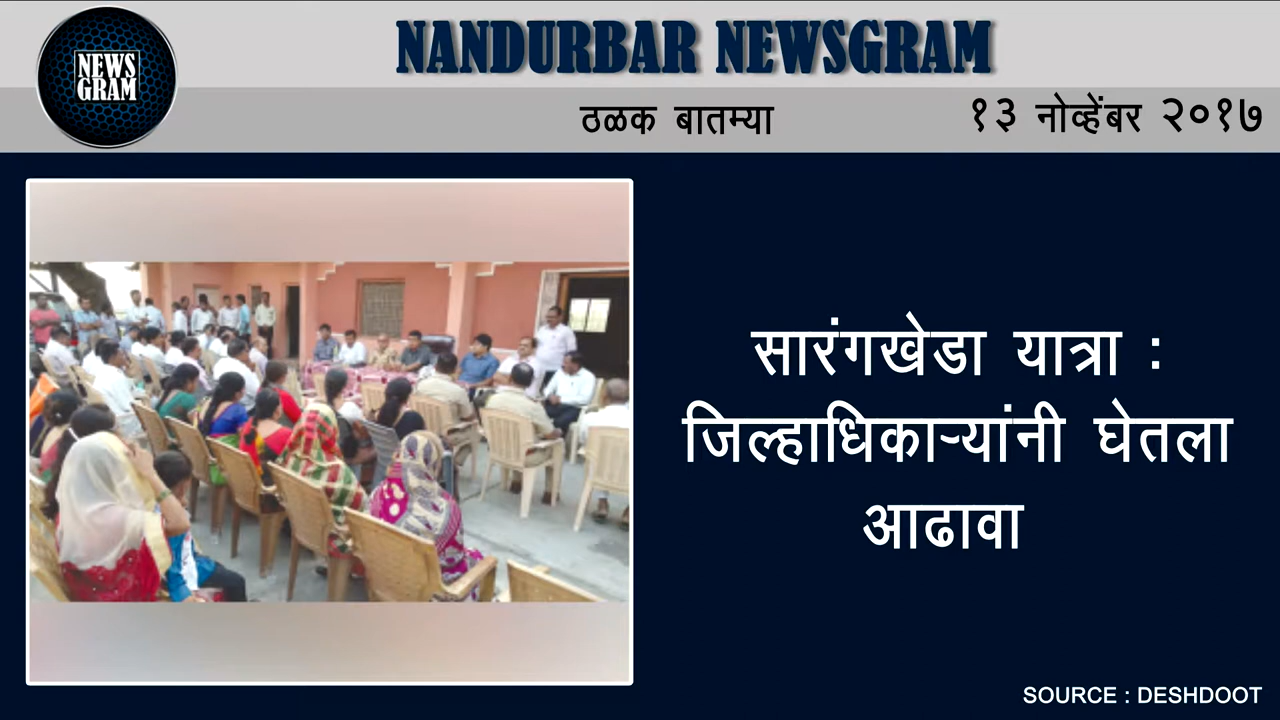 NEWS
GRAM
NANDURBAR NEWSGRAM
ठळक बातम्या
१३ नोव्हेंबर २०१७
सारंगखेडा यात्रा :
जिल्हाधिकाऱ्यांनी घेतला
आढावा
SOURCE : DESHDOOT